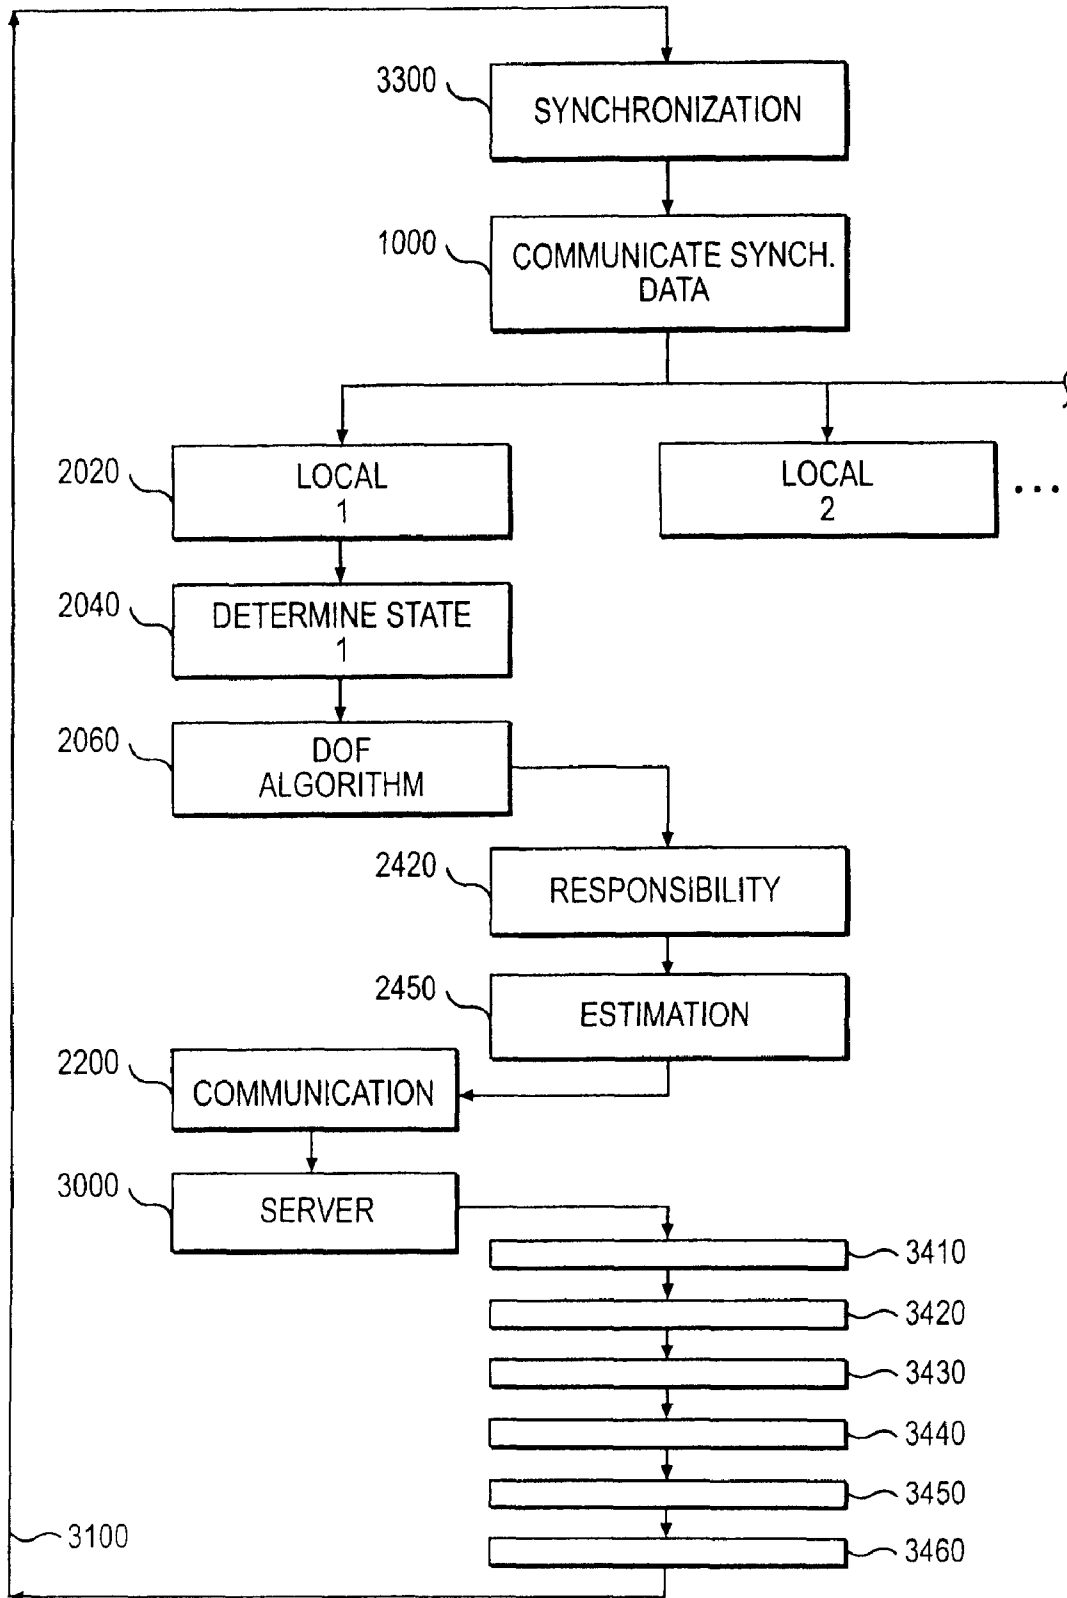 3300
SYNCHRONIZATION
1000
COMMUNICATE SYNCH.
DATA
2020
LOCAL
1
LOCAL
2
...
2040
DETERMINE STATE
1
2060
DOF
ALGORITHM
2420
RESPONSIBILITY
2450
ESTIMATION
2200
COMMUNICATION
3000
SERVER
3410
3420
3430
3440
3450
3100
3460